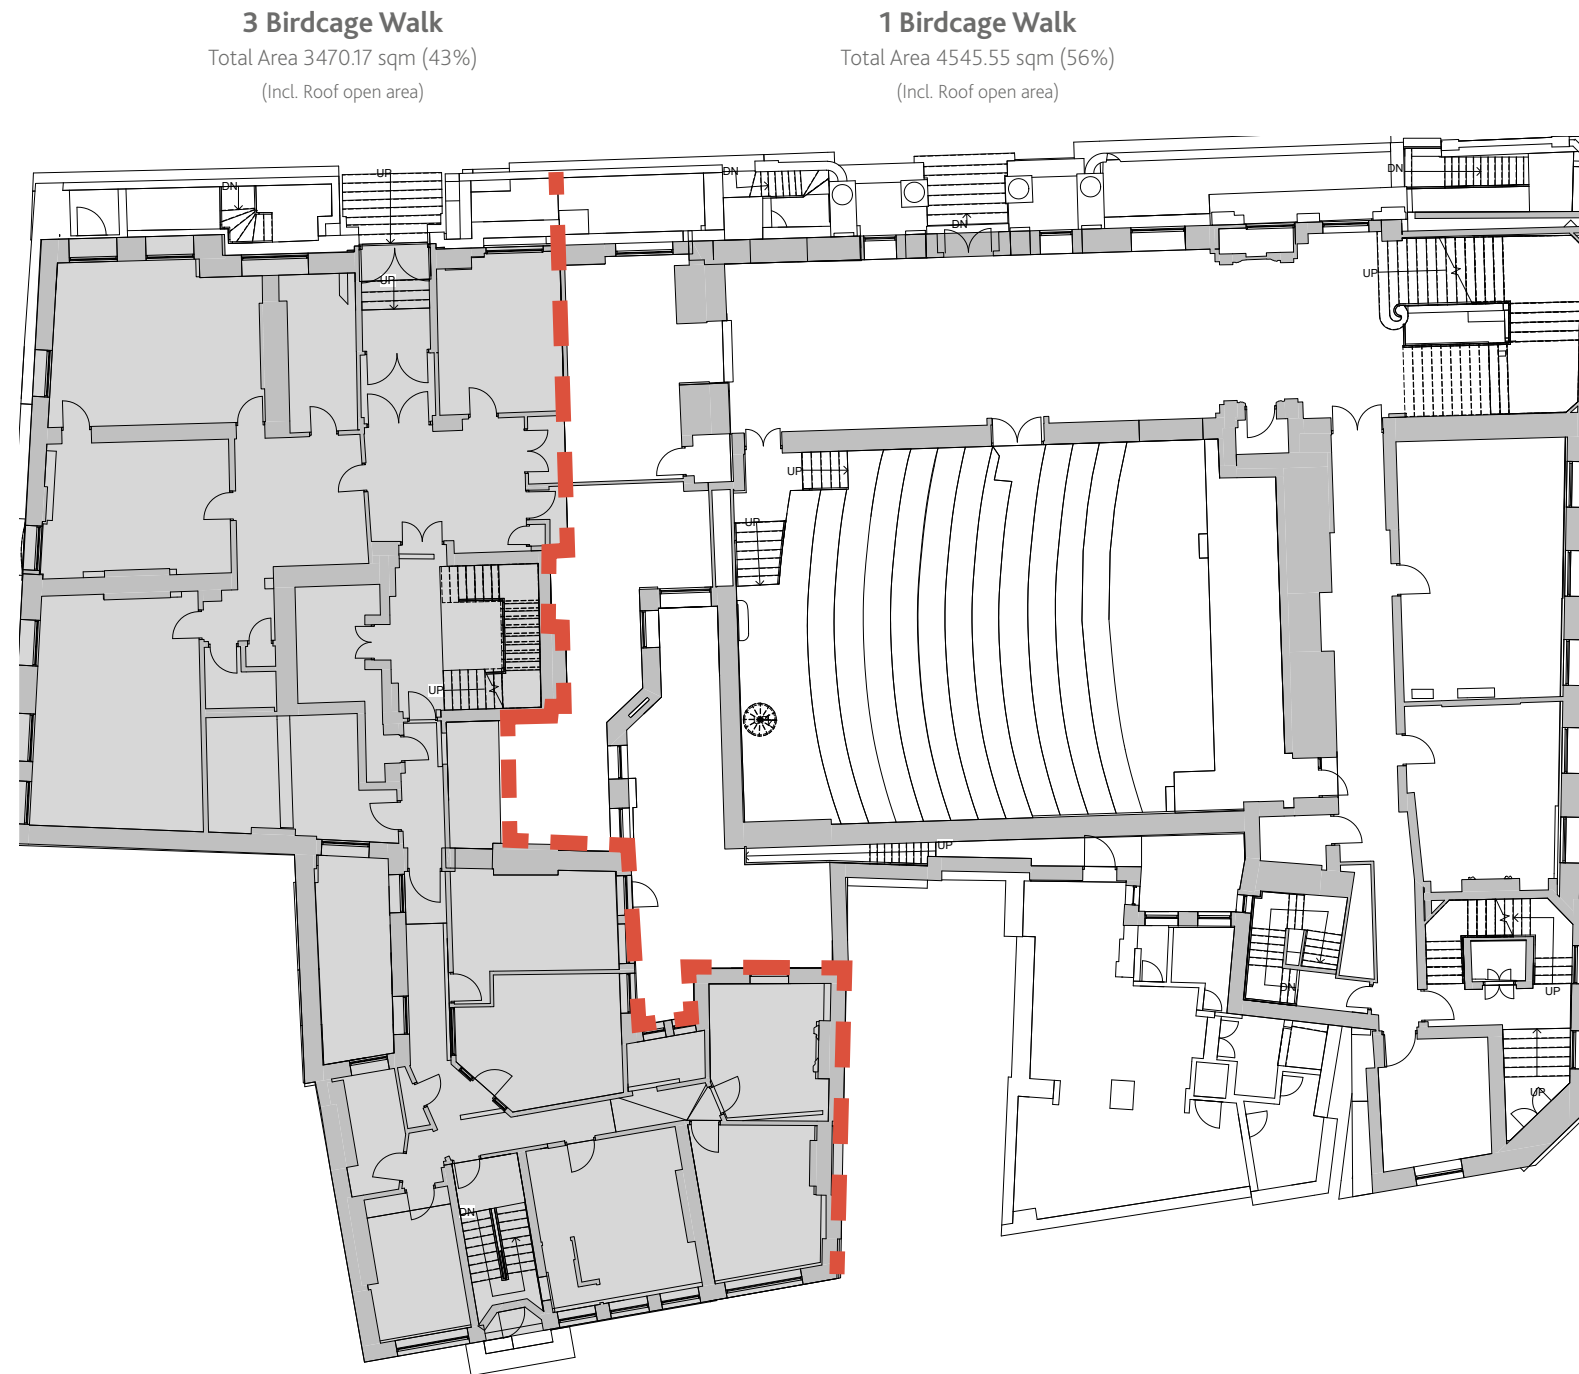 3 Birdcage Walk
Total Area 3470.17 sqm (43%)
(Incl. Roof open area)
1 Birdcage Walk
Total Area 4545.55 sqm (56%)
(Incl. Roof open area)
UP
DN
DN
DN
DN
UP
UP
UP
UP
UP
UP
DN
UP
UP
DN